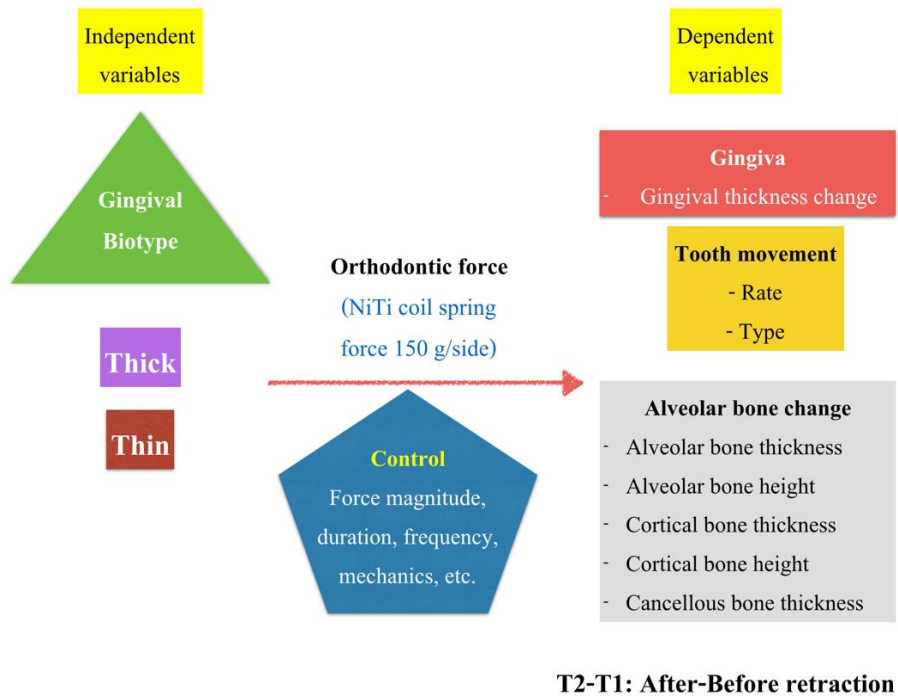 Independent
variables
Gingival
Biotype
Thick
Thin
Orthodontic force
(NiTi coil spring
force 150 g/side)
Control
Force magnitude,
duration, frequency,
mechanics, etc.
Dependent
variables
Gingiva
- Gingival thickness change
Tooth movement
- Rate
- Type
Alveolar bone change
- Alveolar bone thickness
- Alveolar bone height
- Cortical bone thickness
- Cortical bone height
- Cancellous bone thickness
T2-T1: After-Before retraction